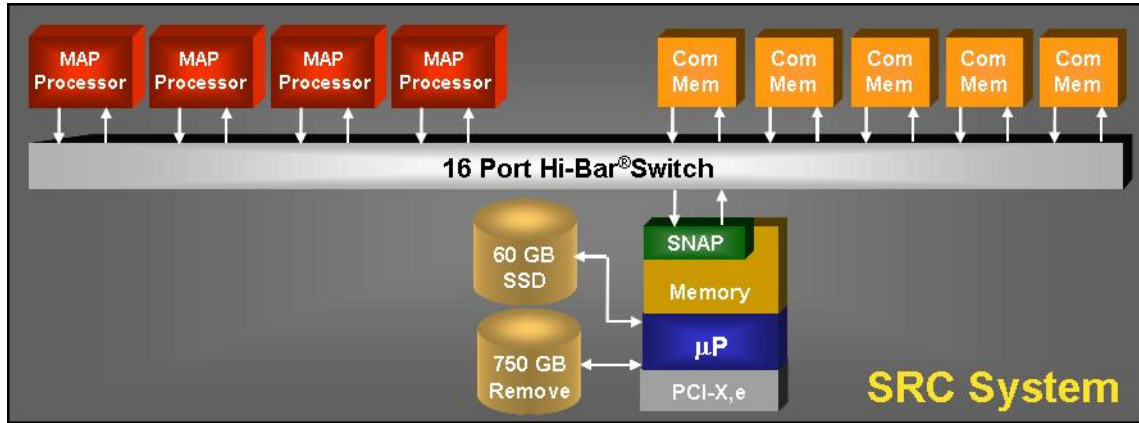 MAP
Processor
MAP
Processor
MAP
Processor
MAP
Processor
Com
Mem
Com
Mem
Com
Mem
Com
Mem
Com
Mem
16 Port Hi-Bar®Switch
SNAP
60 GB
SSD
Memory
μP
750 GB
Remove
PCI-X,e
SRC System